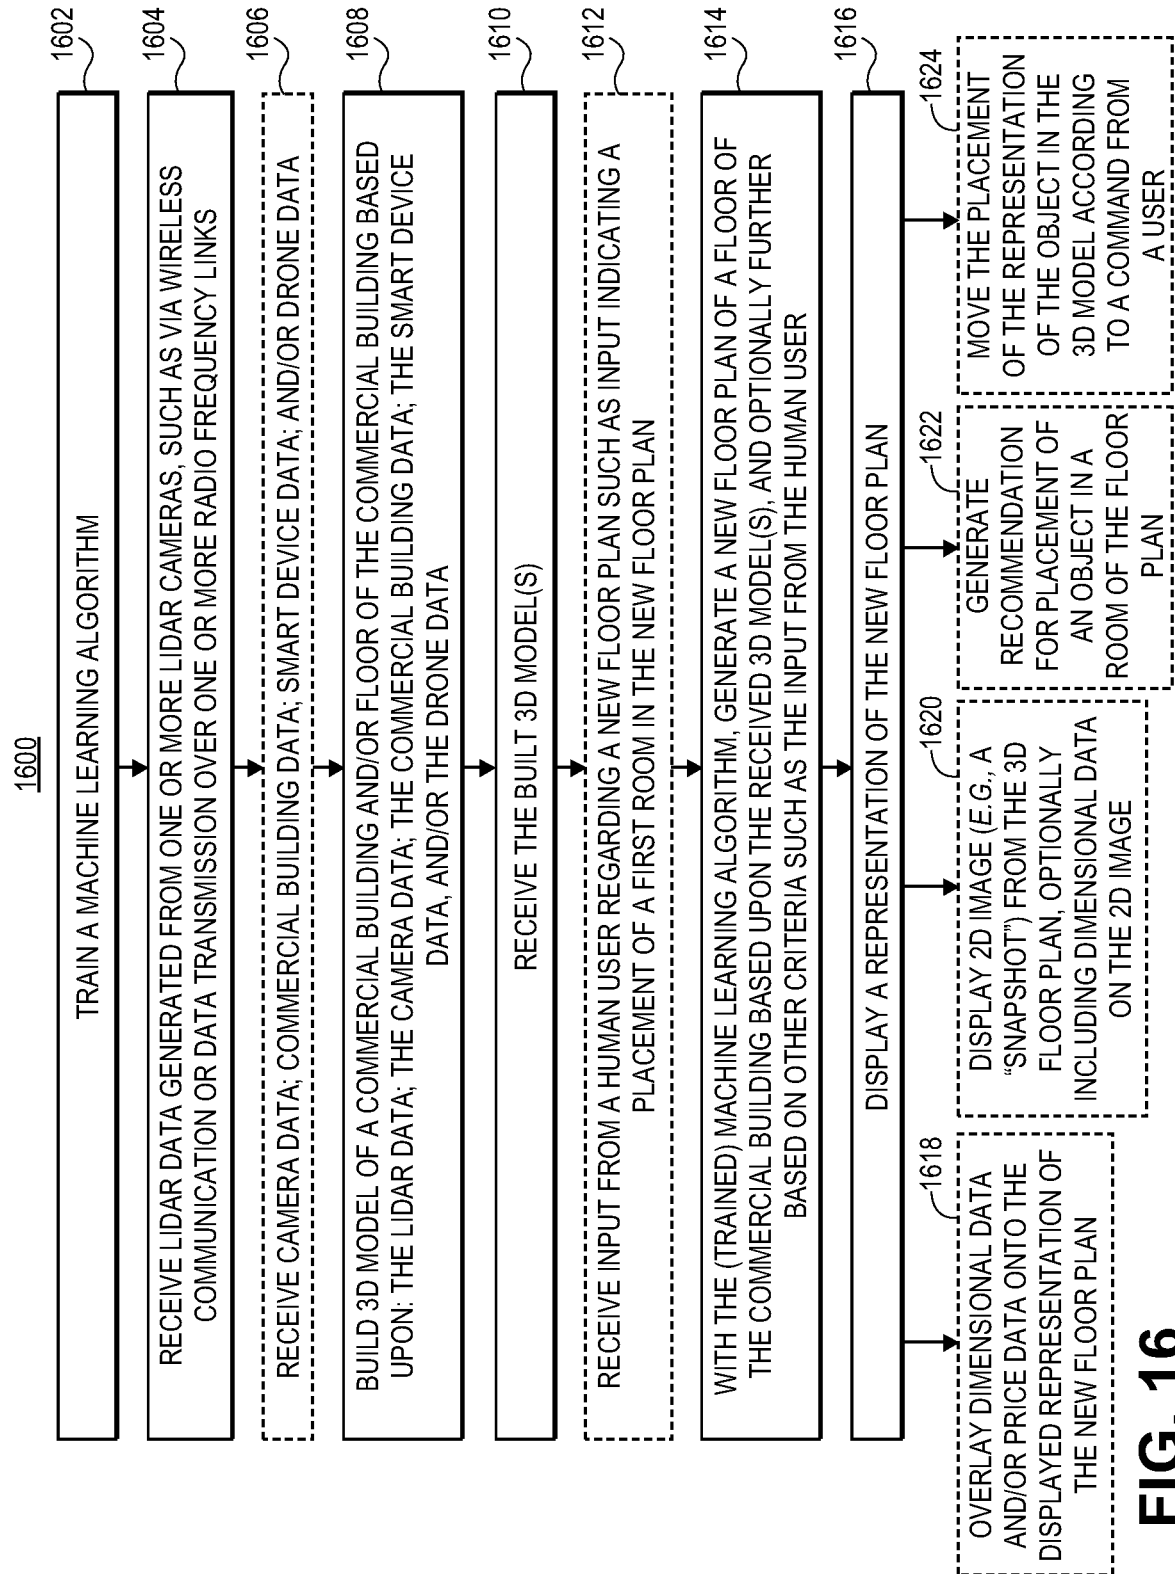 1600
TRAIN A MACHINE LEARNING ALGORITHM
1602
RECEIVE LIDAR DATA GENERATED FROM ONE OR MORE LIDAR CAMERAS, SUCH AS VIA WIRELESS
COMMUNICATION OR DATA TRANSMISSION OVER ONE OR MORE RADIO FREQUENCY LINKS
1604
RECEIVE CAMERA DATA; COMMERCIAL BUILDING DATA; SMART DEVICE DATA; AND/OR DRONE DATA
1606
BUILD 3D MODEL OF A COMMERCIAL BUILDING AND/OR FLOOR OF THE COMMERCIAL BUILDING BASED
UPON: THE LIDAR DATA; THE CAMERA DATA; THE COMMERCIAL BUILDING DATA; THE SMART DEVICE
DATA, AND/OR THE DRONE DATA
1608
RECEIVE THE BUILT 3D MODEL(S)
1610
RECEIVE INPUT FROM A HUMAN USER REGARDING A NEW FLOOR PLAN SUCH AS INPUT INDICATING A
PLACEMENT OF A FIRST ROOM IN THE NEW FLOOR PLAN
1612
WITH THE (TRAINED) MACHINE LEARNING ALGORITHM, GENERATE A NEW FLOOR PLAN OF A FLOOR OF
THE COMMERCIAL BUILDING BASED UPON THE RECEIVED 3D MODEL(S), AND OPTIONALLY FURTHER
BASED ON OTHER CRITERIA SUCH AS THE INPUT FROM THE HUMAN USER
1614
DISPLAY A REPRESENTATION OF THE NEW FLOOR PLAN
1616
OVERLAY DIMENSIONAL DATA
AND/OR PRICE DATA ONTO THE
DISPLAYED REPRESENTATION OF
THE NEW FLOOR PLAN
1618
DISPLAY 2D IMAGE (E.G., A
“SNAPSHOT”) FROM THE 3D
FLOOR PLAN, OPTIONALLY
INCLUDING DIMENSIONAL DATA
ON THE 2D IMAGE
1620
GENERATE
RECOMMENDATION
FOR PLACEMENT OF
AN OBJECT IN A
ROOM OF THE FLOOR
PLAN
1622
MOVE THE PLACEMENT
OF THE REPRESENTATION
OF THE OBJECT IN THE
3D MODEL ACCORDING
TO A COMMAND FROM
A USER
1624
FIG. 16